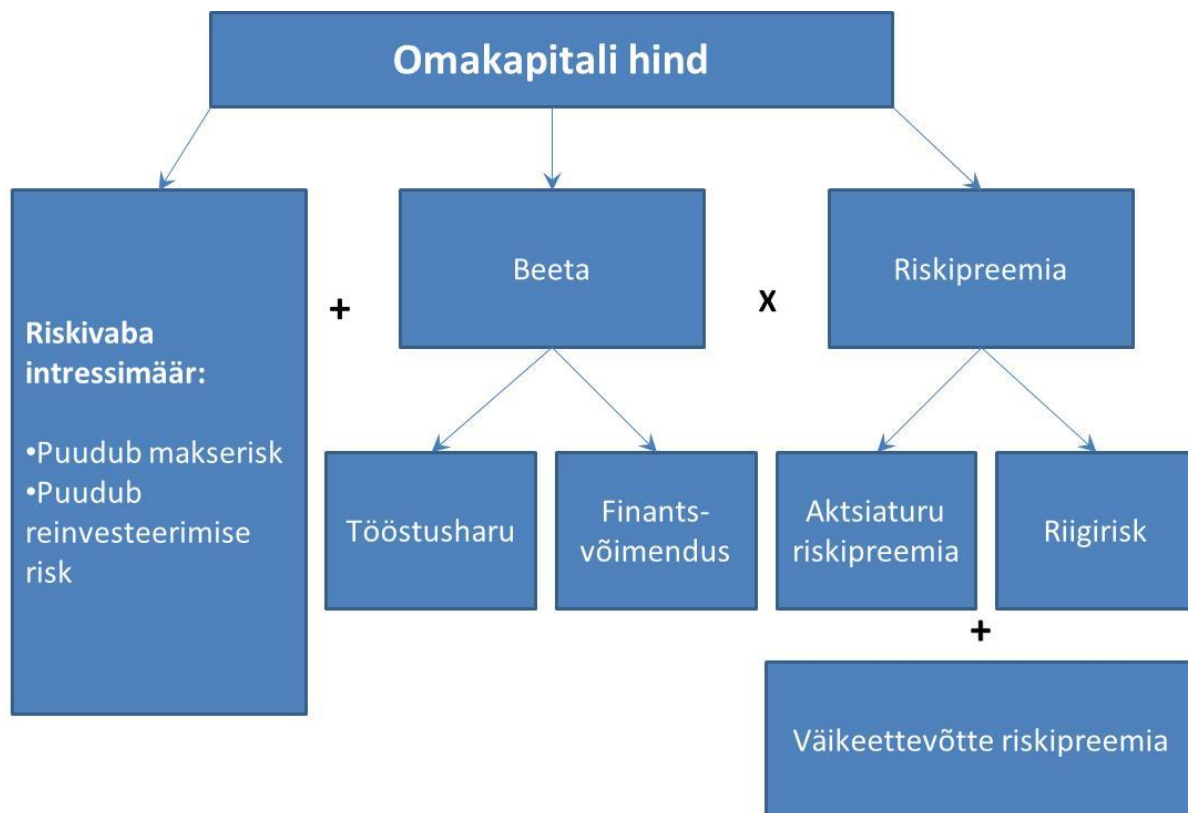 Omakapitali hind
Riskivaba
intressimäär:
•Puudub makserisk
•Puudub
reinvesteerimise
risk
+
Beeta
x
Riskipreemia
Tööstusharu
Finants-
võimendus
Aktsiaturu
riskipreemia
Riigirisk
+
Väikeettevõtte riskipreemia